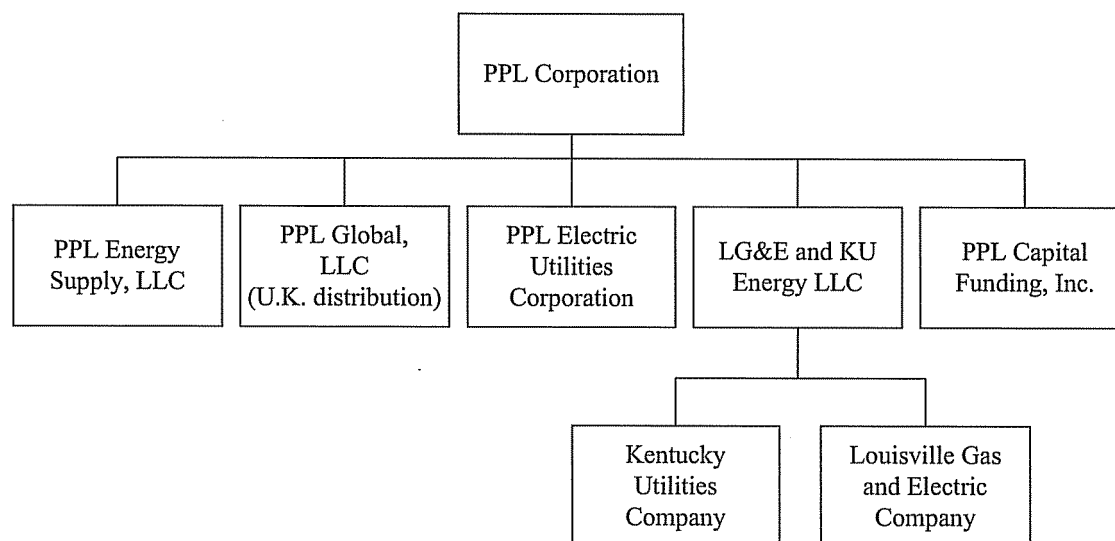 PPL Corporation
PPL Energy
Supply, LLC
PPL Global,
LLC
(U.K. distribution)
PPL Electric
Utilities
Corporation
LG&E and KU
Energy LLC
PPL Capital
Funding, Inc.
Kentucky
Utilities
Company
Louisville Gas
and Electric
Company